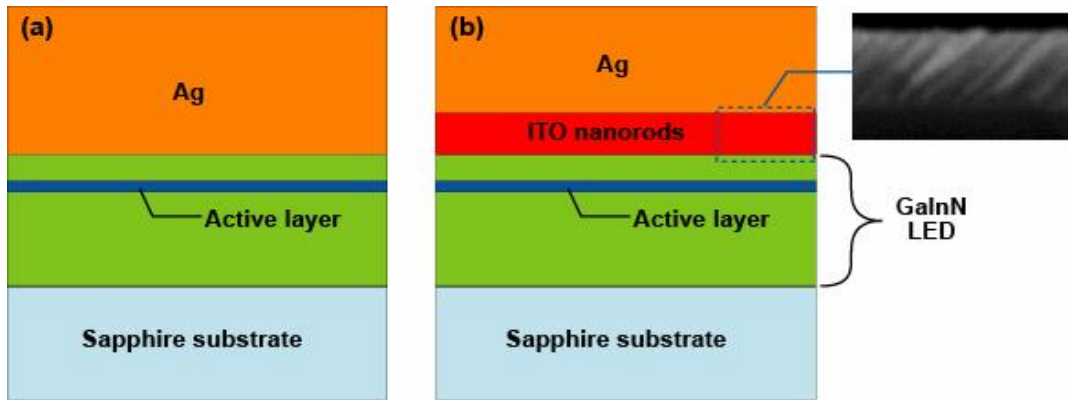 (a)
Ag
Active layer
Sapphire substrate
(b)
Ag
ITO nanorods
Active layer
Sapphire substrate
GaInN
LED